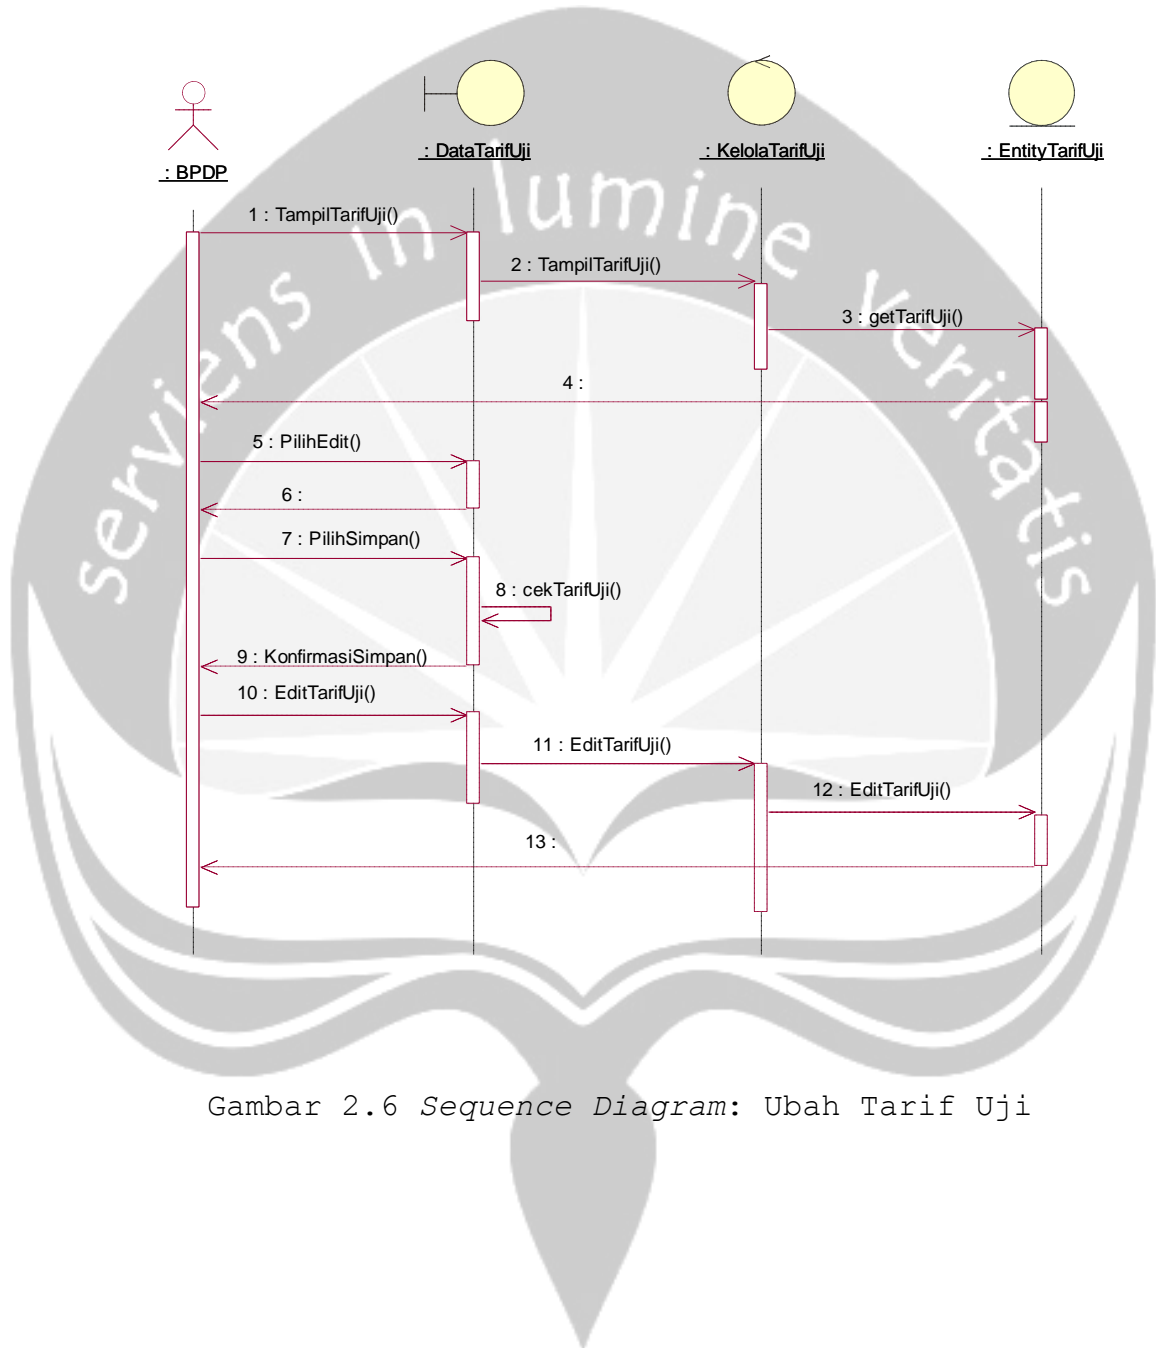 : DataTarifUji
: KelolaTarifUji
: EntityTarifUji
: BPDP
serviens in lumine veritatis
1 : TampilTarifUji()
2 : TampilTarifUji()
3 : getTarifUji()
4 :
5 : PilihEdit()
6 :
7 : PilihSimpan()
8 : cekTarifUji()
9 : KonfirmasiSimpan()
10 : EditTarifUji()
11 : EditTarifUji()
12 : EditTarifUji()
13 :
Gambar 2.6 Sequence Diagram: Ubah Tarif Uji